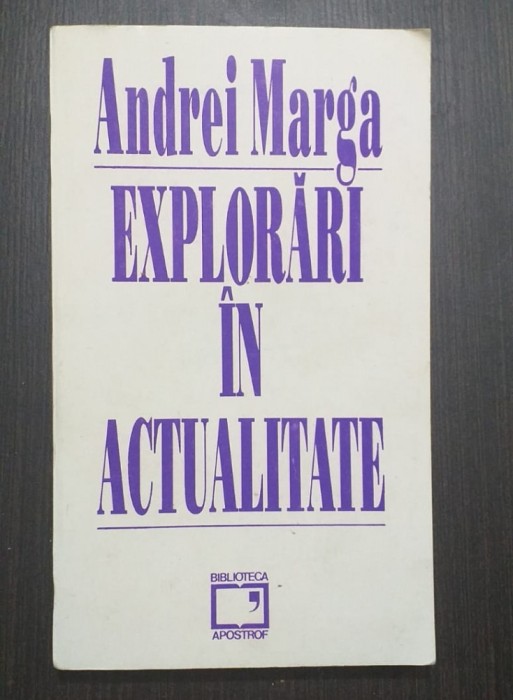 Andrei Marga
EXPLORĂRI
ÎN
ACTUALITATE
BIBLIOTECA
APOSTROF